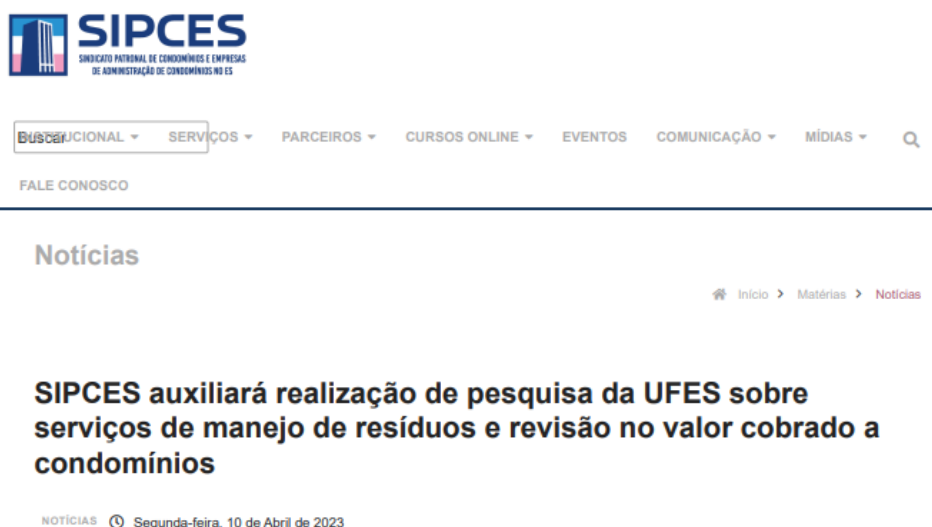 SIPCES
SINDICATO PATRONAL DE CONDOMÍNIOS E EMPRESAS
DE ADMINISTRAÇÃO DE CONDOMÍNIOS NO ES
Buscar
INSTITUCIONAL SERVIÇOS PARCEIROS CURSOS ONLINE EVENTOS COMUNICAÇÃO MÍDIAS
FALE CONOSCO
Notícias
Início > Matérias > Notícias
SIPCES auxiliará realização de pesquisa da UFES sobre
serviços de manejo de resíduos e revisão no valor cobrado a
condomínios
NOTÍCIAS Segunda-feira, 10 de Abril de 2023